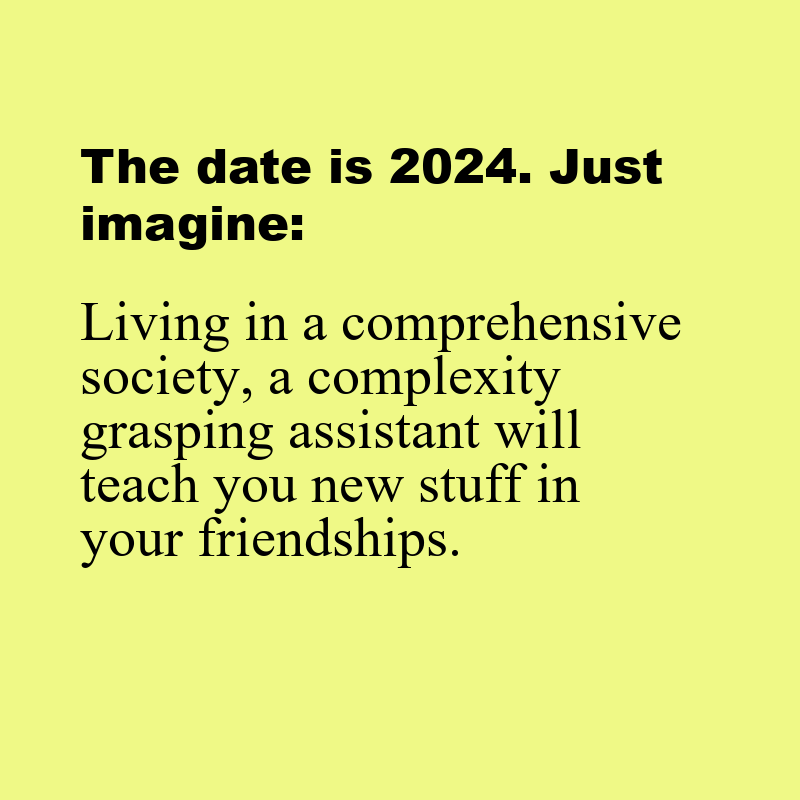 The date is 2024. Just
imagine:
Living in a comprehensive
society, a complexity
grasping assistant will
teach you new stuff in
your friendships.